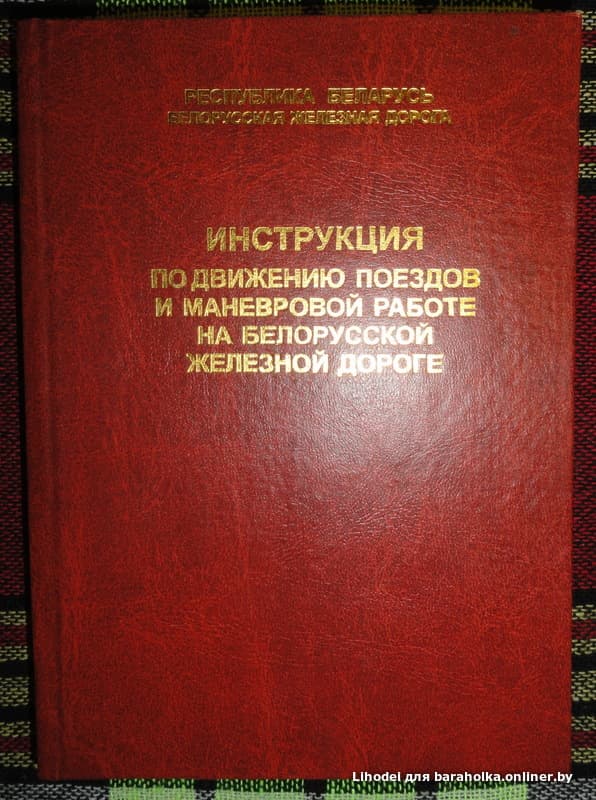 РЕСПУБЛИКА БЕЛАРУСЬ
БЕЛОРУССКАЯ ЖЕЛЕЗНАЯ ДОРОГА
ИНСТРУКЦИЯ
ПО ДВИЖЕНИЮ ПОЕЗДОВ
И МАНЕВРОВОЙ РАБОТЕ
НА БЕЛОРУССКОЙ
ЖЕЛЕЗНОЙ ДОРОГЕ
Lihodel для baraholka.onliner.by